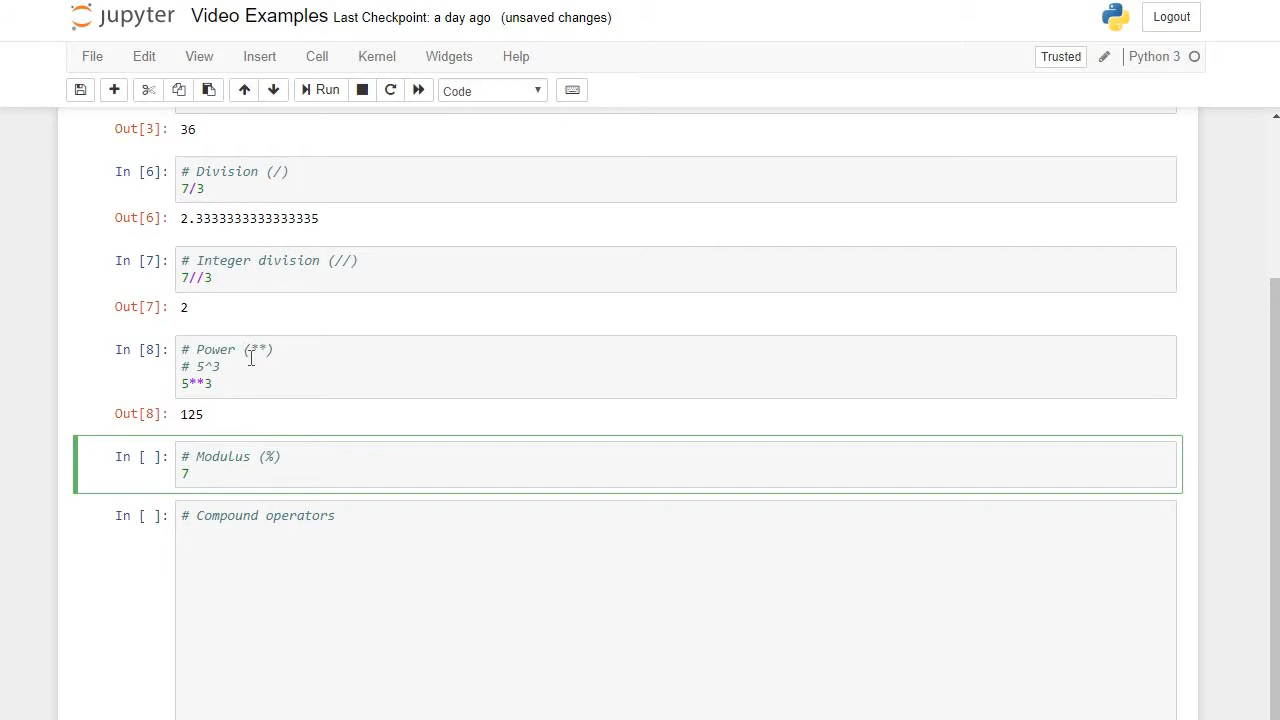 jupyter Video Examples Last Checkpoint: a day ago (unsaved changes) Logout
File Edit View Insert Cell Kernel Widgets Help Trusted Python 3
Run Code
Out[3]: 36
In [6]: # Division (/)
7/3
Out[6]: 2.3333333333333335
In [7]: # Integer division (//)
7//3
Out[7]: 2
In [8]: # Power (**)
# 5^3
5**3
Out[8]: 125
In [ ]: # Modulus (%)
7
In [ ]: # Compound operators